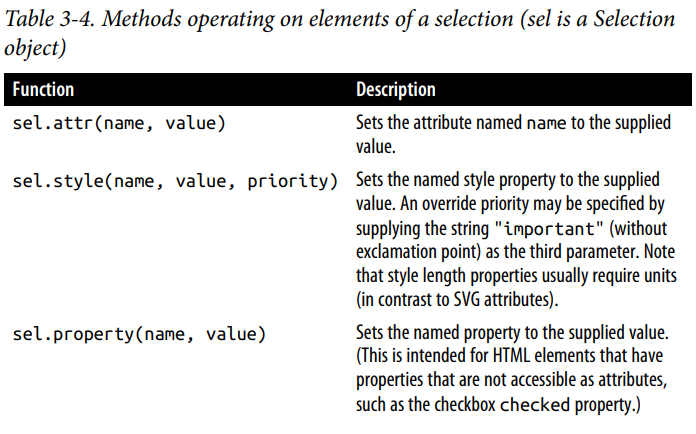 Table 3-4. Methods operating on elements of a selection (sel is a Selection
object)
Function Description
sel.attr(name, value) Sets the attribute named name to the supplied
value.
sel.style(name, value, priority) Sets the named style property to the supplied
value. An override priority may be specified by
supplying the string "important" (without
exclamation point) as the third parameter. Note
that style length properties usually require units
(in contrast to SVG attributes).
sel.property(name, value) Sets the named property to the supplied value.
(This is intended for HTML elements that have
properties that are not accessible as attributes,
such as the checkbox checked property.)